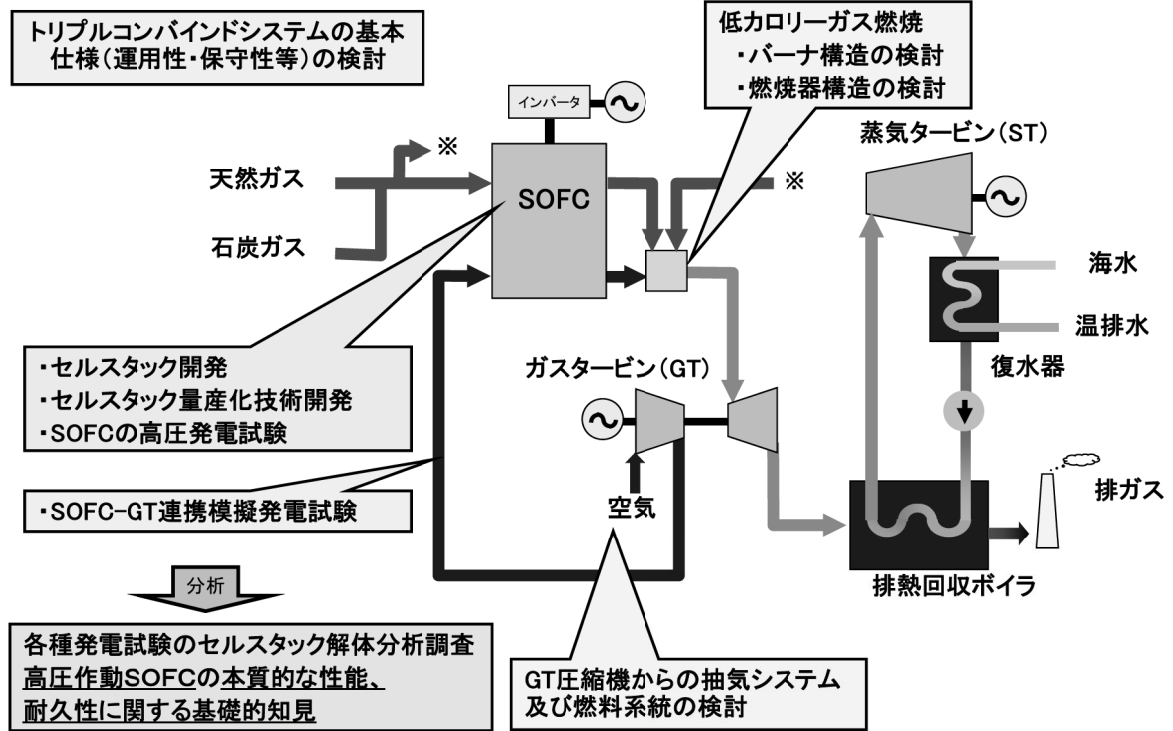 トリプルコンバインドシステムの基本
仕様(運用性・保守性等)の検討
低カロリーガス燃焼
・バーナ構造の検討
・燃焼器構造の検討
インバータ
蒸気タービン(ST)
※
天然ガス
SOFC
※
石炭ガス
海水
温排水
復水器
・セルスタック開発
・セルスタック量産化技術開発
・SOFCの高圧発電試験
ガスタービン(GT)
・SOFC-GT連携模擬発電試験
空気
排ガス
排熱回収ボイラ
分析
各種発電試験のセルスタック解体分析調査
高圧作動SOFCの本質的な性能、
耐久性に関する基礎的知見
GT圧縮機からの抽気システム
及び燃料系統の検討